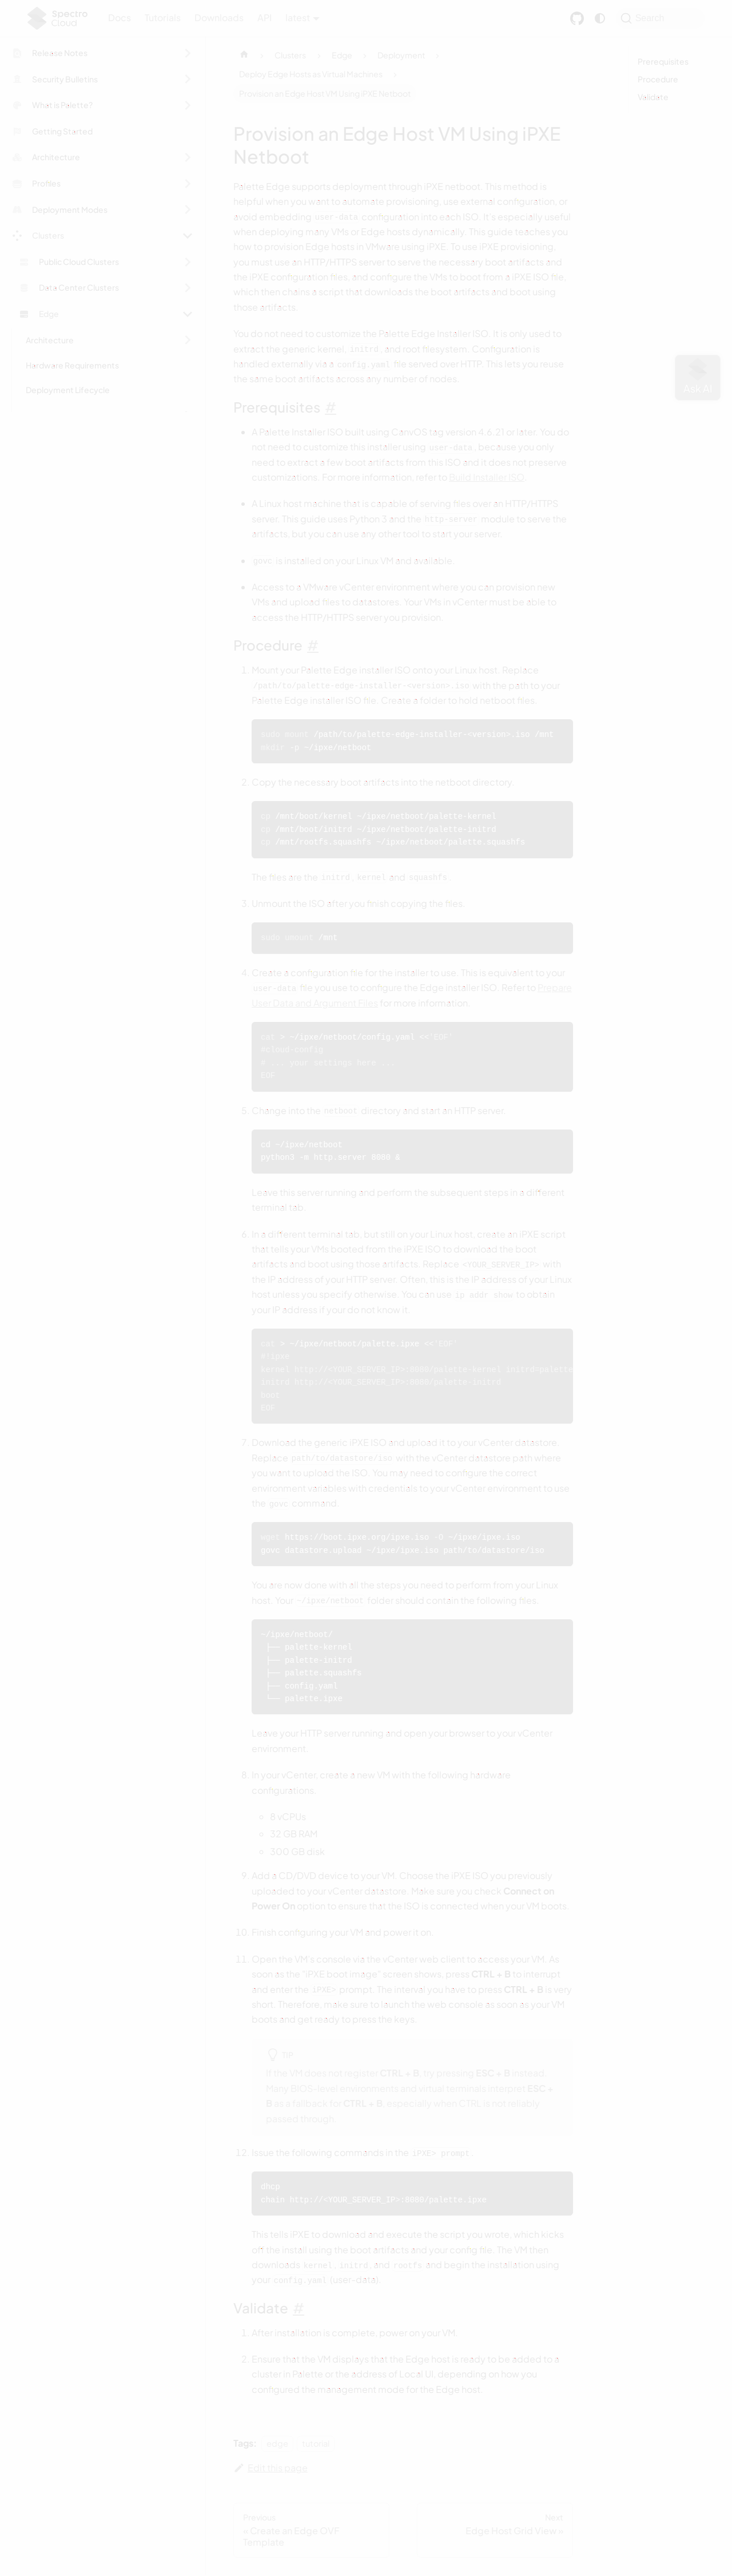 Spectro
Cloud
Docs
Tutorials
Downloads
API
latest
Search
Release Notes
Security Bulletins
What is Palette?
Getting Started
Architecture
Profiles
Deployment Modes
Clusters
Public Cloud Clusters
Data Center Clusters
Edge
Architecture
Hardware Requirements
Deployment Lifecycle
Clusters
Edge
Deployment
Deploy Edge Hosts as Virtual Machines
Provision an Edge Host VM Using iPXE Netboot
Prerequisites
Procedure
Validate
Ask AI
Provision an Edge Host VM Using iPXE
Netboot
Palette Edge supports deployment through iPXE netboot. This method is
helpful when you want to automate provisioning, use external configuration, or
avoid embedding user-data configuration into each ISO. It's especially useful
when deploying many VMs or Edge hosts dynamically. This guide teaches you
how to provision Edge hosts in VMware using iPXE. To use iPXE provisioning,
you must use an HTTP/HTTPS server to serve the necessary boot artifacts and
the iPXE configuration files, and configure the VMs to boot from a iPXE ISO file,
which then chains a script that downloads the boot artifacts and boot using
those artifacts.
You do not need to customize the Palette Edge Installer ISO. It is only used to
extract the generic kernel, initrd, and root filesystem. Configuration is
handled externally via a config.yaml file served over HTTP. This lets you reuse
the same boot artifacts across any number of nodes.
Prerequisites #
A Palette Installer ISO built using CanvOS tag version 4.6.21 or later. You do
not need to customize this installer using user-data, because you only
need to extract a few boot artifacts from this ISO and it does not preserve
customizations. For more information, refer to Build Installer ISO.
A Linux host machine that is capable of serving files over an HTTP/HTTPS
server. This guide uses Python 3 and the http-server module to serve the
artifacts, but you can use any other tool to start your server.
govc is installed on your Linux VM and available.
Access to a VMware vCenter environment where you can provision new
VMs and upload files to datastores. Your VMs in vCenter must be able to
access the HTTP/HTTPS server you provision.
Procedure #
1. Mount your Palette Edge installer ISO onto your Linux host. Replace
/path/to/palette-edge-installer-<version>.iso with the path to your
Palette Edge installer ISO file. Create a folder to hold netboot files.
sudo mount /path/to/palette-edge-installer-<version>.iso /mnt
mkdir -p ~/ipxe/netboot
2. Copy the necessary boot artifacts into the netboot directory.
cp /mnt/boot/kernel ~/ipxe/netboot/palette-kernel
cp /mnt/boot/initrd ~/ipxe/netboot/palette-initrd
cp /mnt/rootfs.squashfs ~/ipxe/netboot/palette.squashfs
The files are the initrd, kernel and squashfs.
3. Unmount the ISO after you finish copying the files.
sudo umount /mnt
4. Create a configuration file for the installer to use. This is equivalent to your
user-data file you use to configure the Edge Installer ISO. Refer to Prepare
User Data and Argument Files for more information.
cat > ~/ipxe/netboot/config.yaml <<'EOF'
#cloud-config
# ... your settings here ...
EOF
5. Change into the netboot directory and start an HTTP server.
cd ~/ipxe/netboot
python3 -m http.server 8080 &
Leave this server running and perform the subsequent steps in a different
terminal tab.
6. In a different terminal tab, but still on your Linux host, create an iPXE script
that tells your VMs booted from the iPXE ISO to download the boot
artifacts and boot using those artifacts. Replace <YOUR_SERVER_IP> with
the IP address of your HTTP server. Often, this is the IP address of your Linux
host unless you specify otherwise. You can use ip addr show to obtain
your IP address if your do not know it.
cat > ~/ipxe/netboot/palette.ipxe <<'EOF'
#!ipxe
kernel http://<YOUR_SERVER_IP>:8080/palette-kernel initrd=palette
initrd http://<YOUR_SERVER_IP>:8080/palette-initrd
boot
EOF
7. Download the generic iPXE ISO and upload it to your vCenter datastore.
Replace path/to/datastore/iso with the vCenter datastore path where
you want to upload the ISO. You may need to configure the correct
environment variables with credentials to your vCenter environment to use
the govc command.
wget https://boot.ipxe.org/ipxe.iso -O ~/ipxe/ipxe.iso
govc datastore.upload ~/ipxe/ipxe.iso path/to/datastore/iso
You are now done with all the steps you need to perform from your Linux
host. Your ~/ipxe/netboot folder should contain the following files.
~/ipxe/netboot/
├── palette-kernel
├── palette-initrd
├── palette.squashfs
├── config.yaml
└── palette.ipxe
Leave your HTTP server running and open your browser to your vCenter
environment.
8. In your vCenter, create a new VM with the following hardware
configurations.
8 vCPUs
32 GB RAM
300 GB disk
9. Add a CD/DVD device to your VM. Choose the iPXE ISO you previously
uploaded to your vCenter datastore. Make sure you check Connect on
Power On option to ensure that the ISO is connected when your VM boots.
10. Finish configuring your VM and power it on.
11. Open the VM's console via the vCenter web client to access your VM. As
soon as the "iPXE boot image" screen shows, press CTRL + B to interrupt
and enter the iPXE> prompt. The interval you have to press CTRL + B is very
short. Therefore, make sure to launch the web console as soon as your VM
boots and get ready to press the keys.
TIP
If the VM does not register CTRL + B, try pressing ESC + B instead.
Many BIOS-level environments and serial terminals interpret ESC +
B as a fallback for CTRL + B, especially when CTRL is not reliably
passed through.
12. Issue the following commands in the iPXE> prompt.
dhcp
chain http://<YOUR_SERVER_IP>:8080/palette.ipxe
This tells iPXE to download and execute the script you wrote, which kicks
off the install using the boot artifacts and your config file. The VM then
downloads kernel, initrd, and rootfs and begin the installation using
your config.yaml (user-data).
Validate #
1. After installation is complete, power on your VM.
2. Ensure that the VM displays that the Edge host is ready to be added to a
cluster in Palette or the address of Local UI, depending on how you
configured the management mode for the Edge host.
Tags: edge tutorial
Edit this page
Previous
« Create an Edge OVF
Template
Next
Edge Host Grid View »